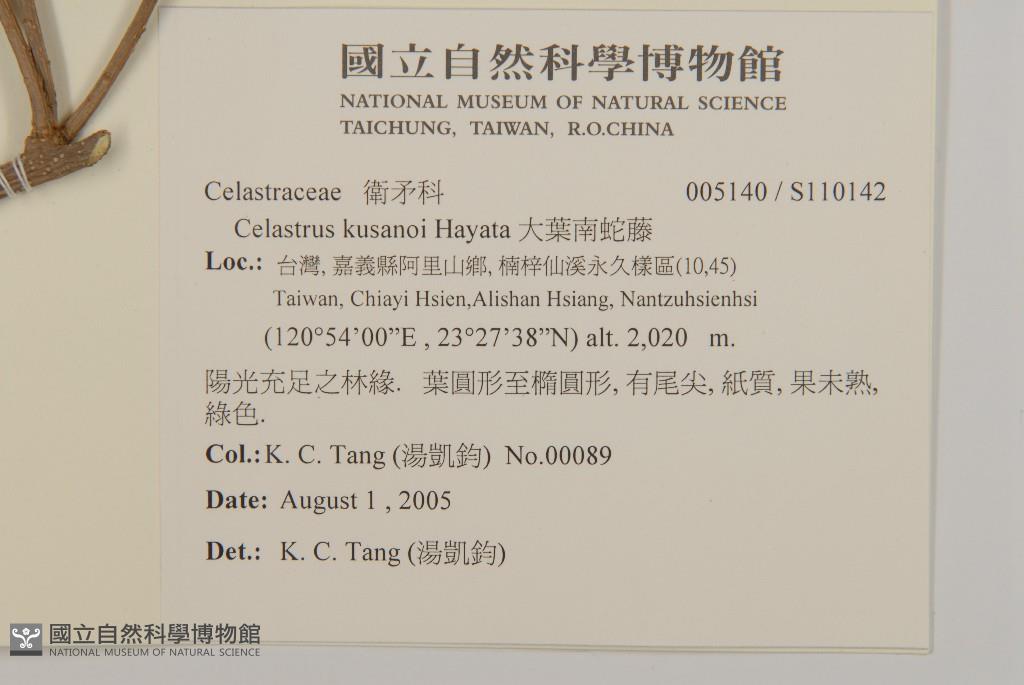 國立自然科學博物館
NATIONAL MUSEUM OF NATURAL SCIENCE
TAICHUNG, TAIWAN, R.O.CHINA
Celastraceae 衛矛科 005140 / S110142
Celastrus kusanoi Hayata 大葉南蛇藤
Loc.: 台灣, 嘉義縣阿里山鄉, 楠梓仙溪永久樣區(10,45)
Taiwan, Chiayi Hsien,Alishan Hsiang, Nantzuhsienhsi
(120°54’00”E , 23°27’38”N) alt. 2,020 m.
陽光充足之林緣. 葉圓形至橢圓形, 有尾尖, 紙質, 果未熟,
綠色.
Col.:K. C. Tang (湯凱鈞) No.00089
Date: August 1 , 2005
Det.: K. C. Tang (湯凱鈞)
國立自然科學博物館
NATIONAL MUSEUM OF NATURAL SCIENCE